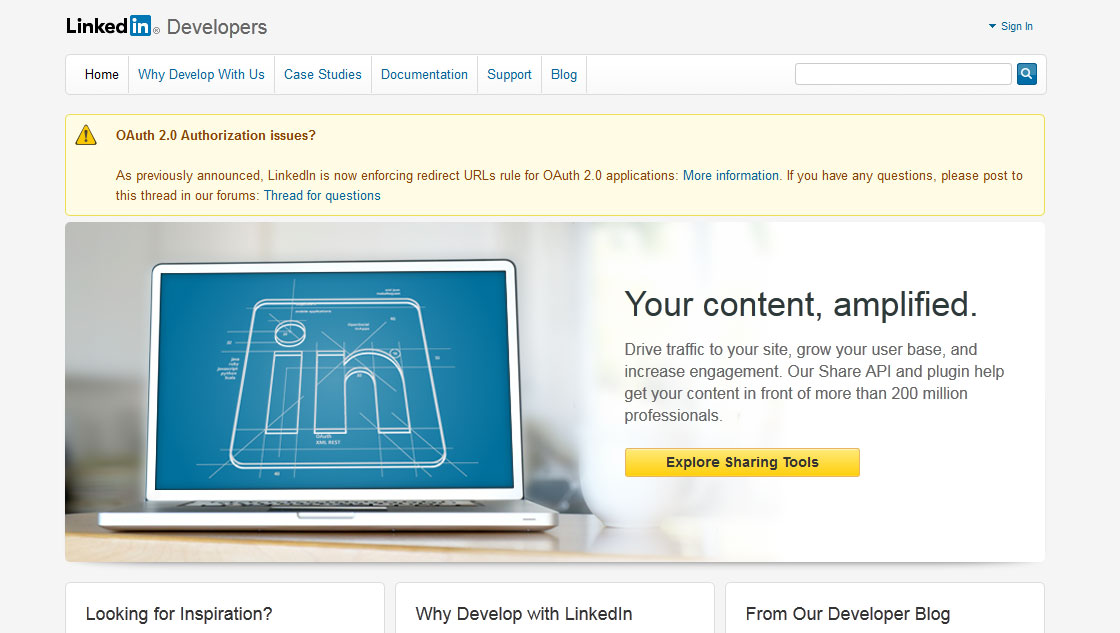 Linked in ® Developers
Sign In
Home
Why Develop With Us
Case Studies
Documentation
Support
Blog
OAuth 2.0 Authorization issues?
As previously announced, LinkedIn is now enforcing redirect URLs rule for OAuth 2.0 applications: More information. If you have any questions, please post to
this thread in our forums: Thread for questions
in
OAuth
XML REST
Your content, amplified.
Drive traffic to your site, grow your user base, and
increase engagement. Our Share API and plugin help
get your content in front of more than 200 million
professionals.
Explore Sharing Tools
Looking for Inspiration?
Why Develop with LinkedIn
From Our Developer Blog